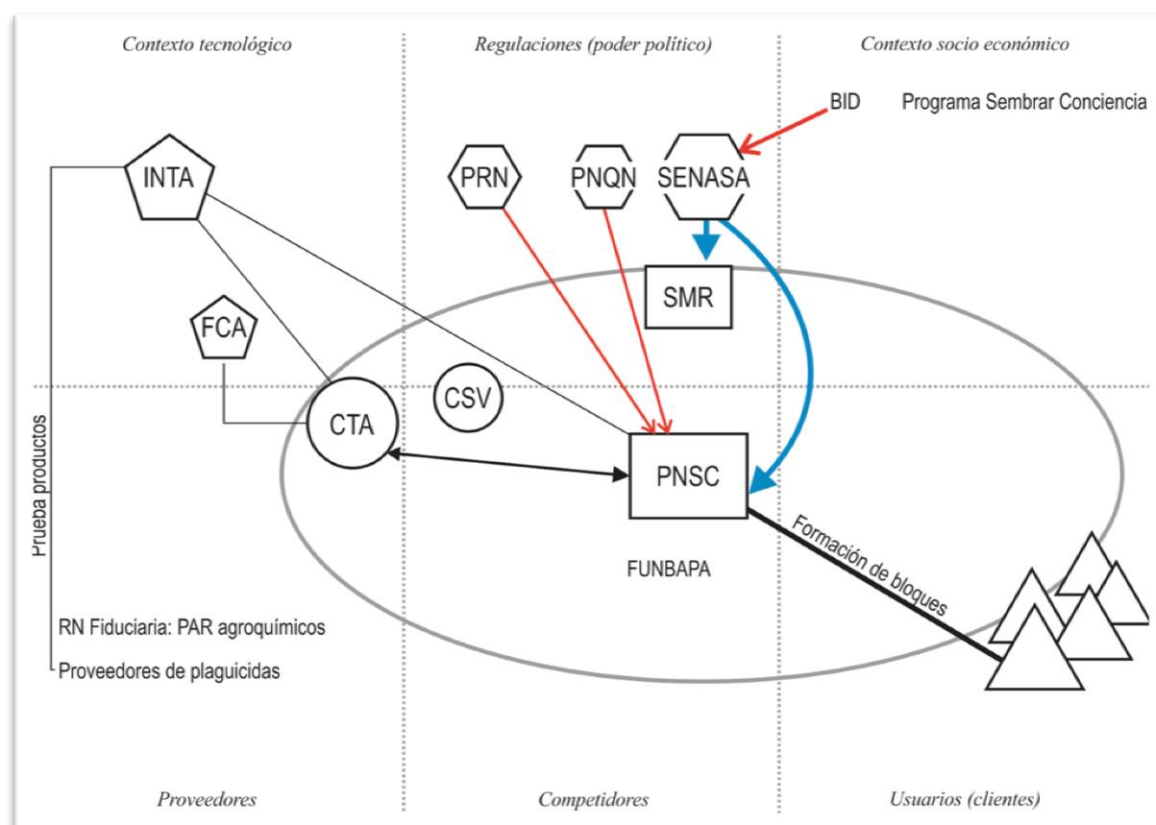 Contexto tecnológico
Regulaciones (poder político)
Contexto socio económico
BID
Programa Sembrar Conciencia
INTA
PRN
PNQN
SENASA
SMR
FCA
CSV
CTA
PNSC
Prueba productos
Formación de bloques
FUNBAPA
RN Fiduciaria: PAR agroquímicos
Proveedores de plaguicidas
Proveedores
Competidores
Usuarios (clientes)